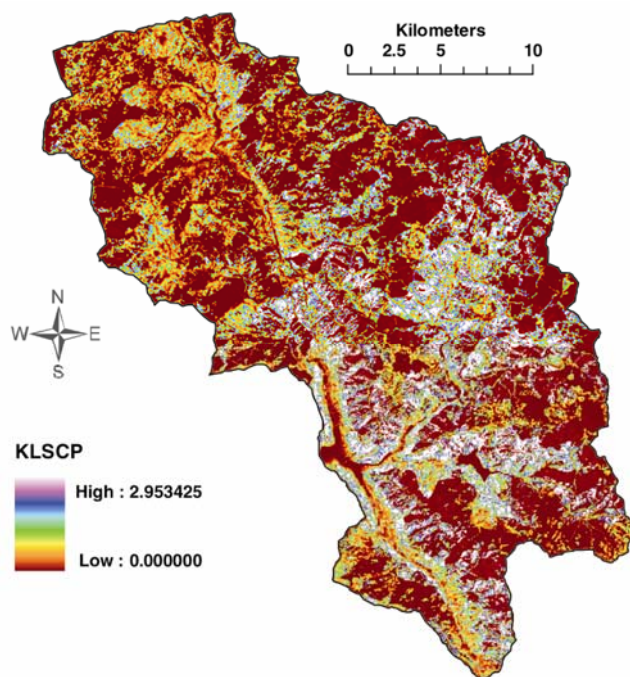 Kilometers
0 2.5 5 10
N
W E
S
KLSCP
High : 2.953425
Low : 0.000000